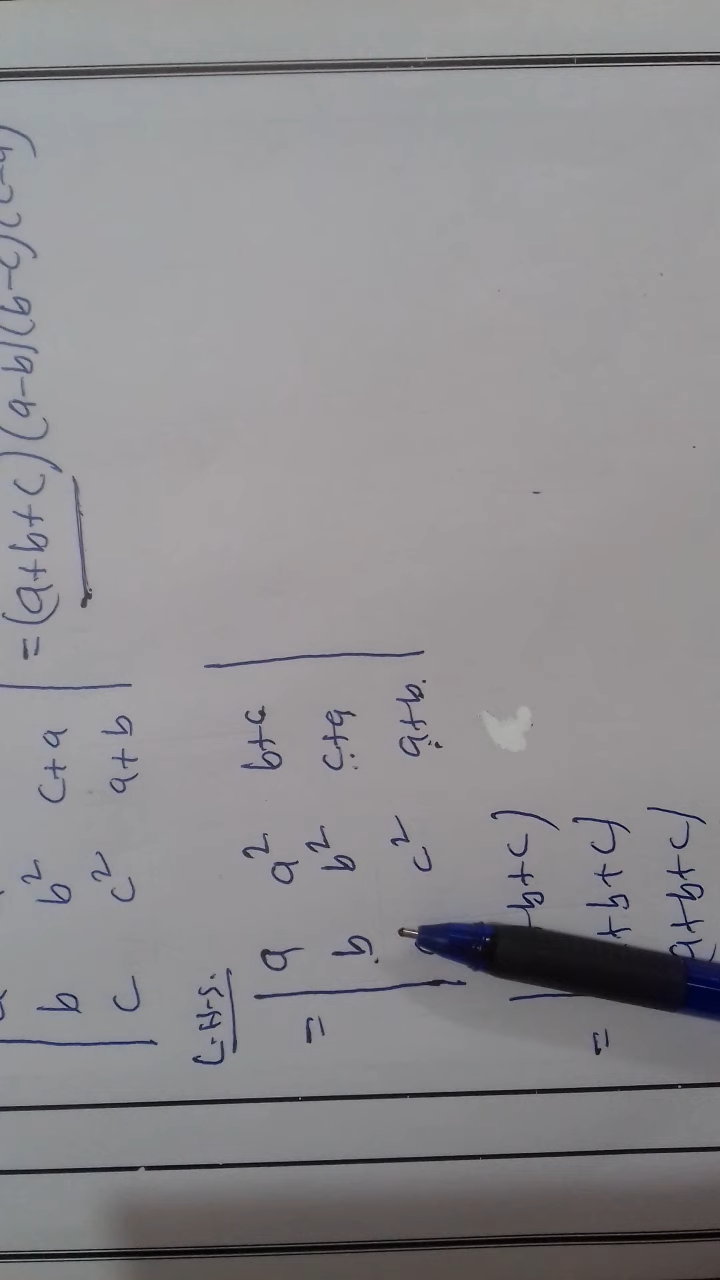 = (a+b+c)(a-b)(b-c)(c-a)
b b² c+a
c c² a+b
L.H.S.
= | a a² b+c |
b b² c+a
c² a+b
b+c)
= +b+c)
a+b+c)